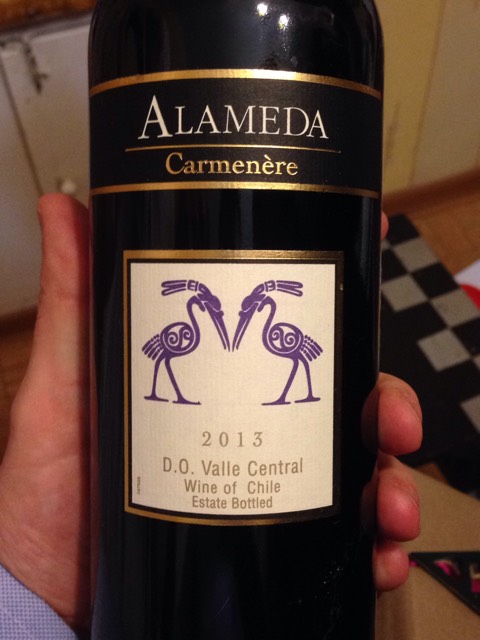 ALAMEDA
Carmenère
2013
D.O. Valle Central
Wine of Chile
Estate Bottled